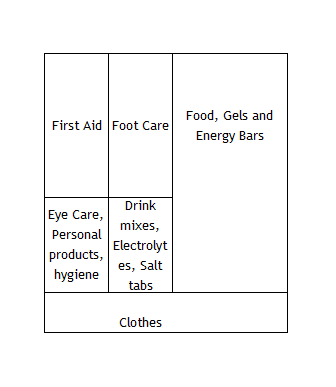 First Aid
Foot Care
Food, Gels and
Energy Bars
Eye Care,
Personal
products,
hygiene
Drink
mixes,
Electrolyt
es, Salt
tabs
Clothes